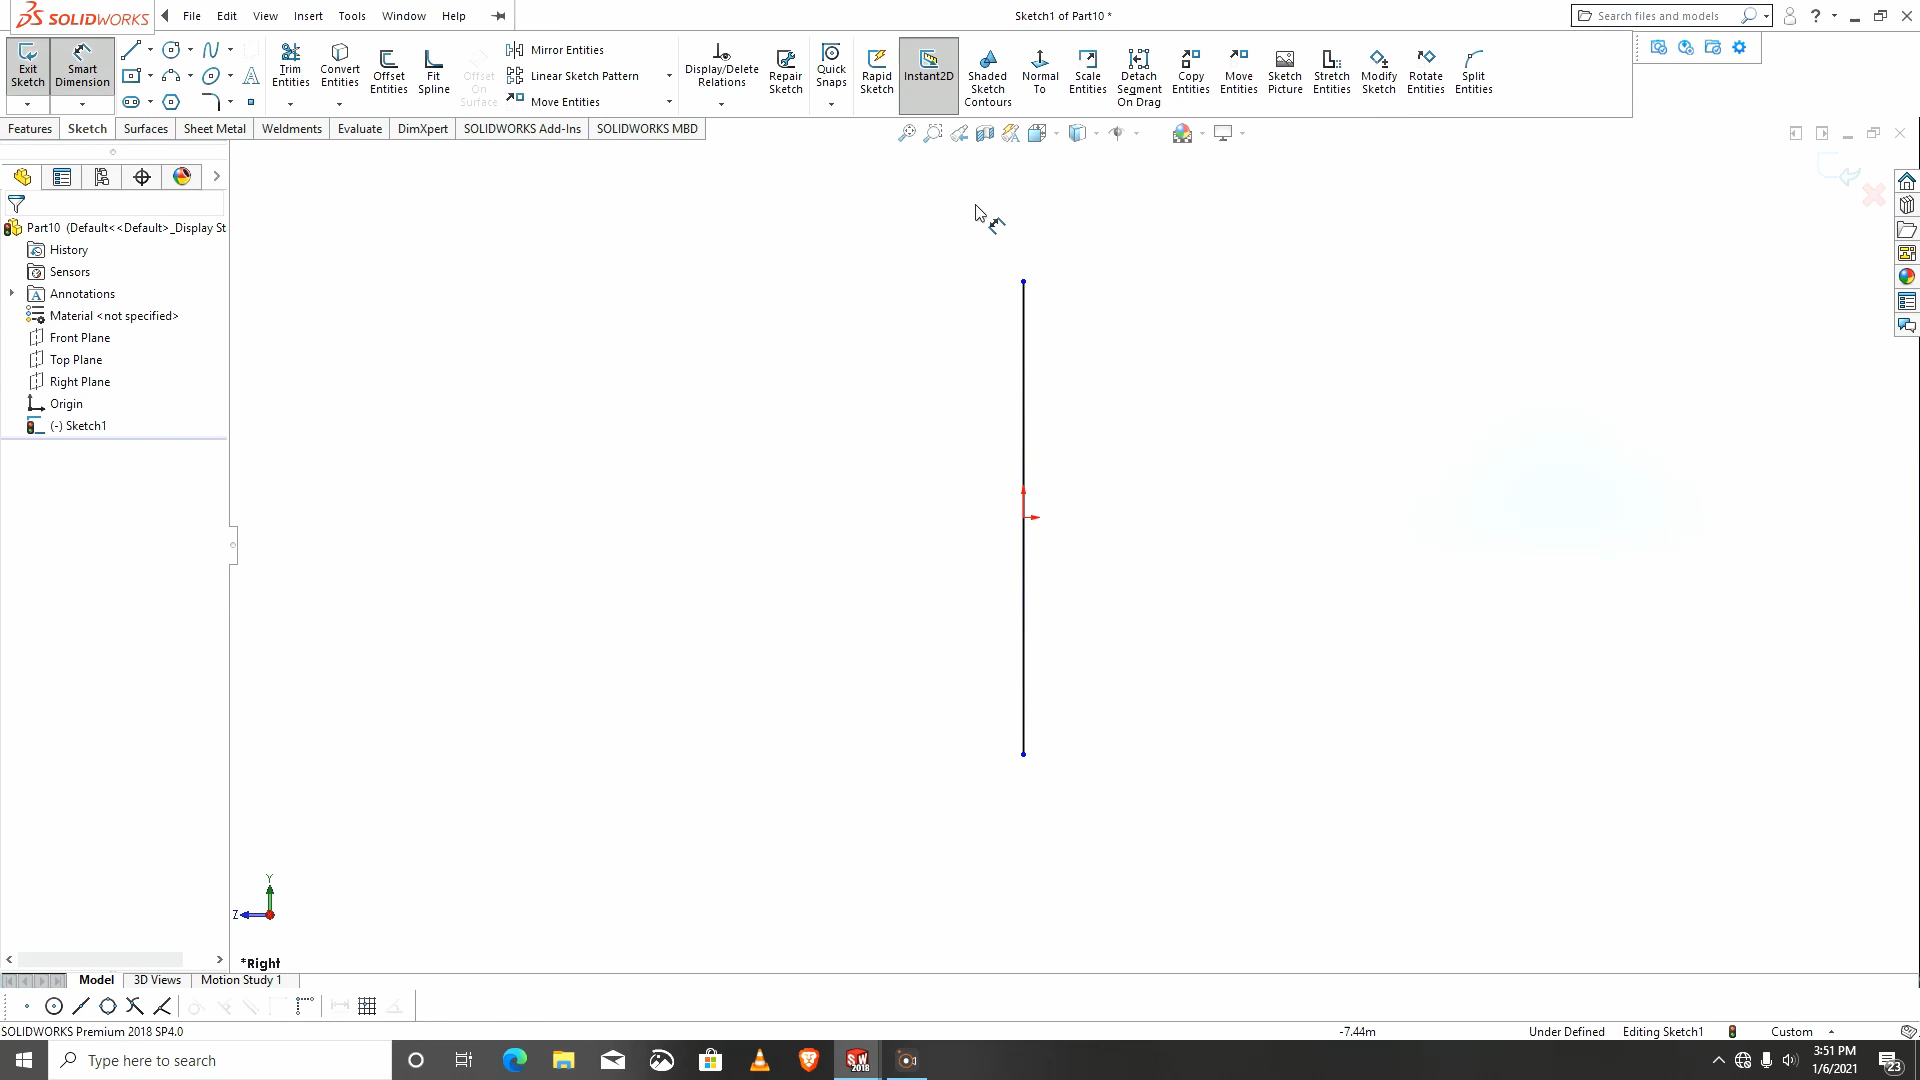 SOLIDWORKS
File Edit View Insert Tools Window Help
Sketch1 of Part10 *
Search files and models
Exit Sketch
Smart Dimension
Trim Entities
Convert Entities
Offset Entities
Fit Spline
Offset On Surface
Mirror Entities
Linear Sketch Pattern
Move Entities
Display/Delete Relations
Repair Sketch
Quick Snaps
Rapid Sketch
Instant2D
Shaded Sketch Contours
Normal To
Scale Entities
Detach Segment On Drag
Copy Entities
Move Entities
Sketch Picture
Stretch Entities
Modify Sketch
Rotate Entities
Split Entities
Features Sketch Surfaces Sheet Metal Weldments Evaluate DimXpert SOLIDWORKS Add-Ins SOLIDWORKS MBD
Part10 (Default<<Default>_Display St
History
Sensors
Annotations
Material <not specified>
Front Plane
Top Plane
Right Plane
Origin
(-) Sketch1
Y
Z
*Right
Model 3D Views Motion Study 1
SOLIDWORKS Premium 2018 SP4.0
-7.44m Under Defined Editing Sketch1 Custom
Type here to search
SW 2018
3:51 PM
1/6/2021
23